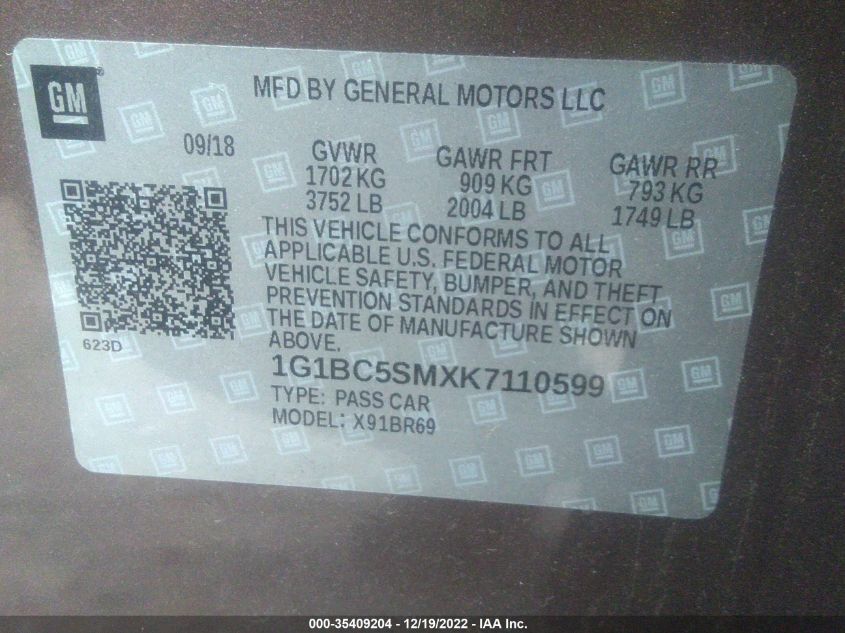 GM
MFD BY GENERAL MOTORS LLC
09/18
GVWR GAWR FRT GAWR RR
1702 KG 909 KG 793 KG
3752 LB 2004 LB 1749 LB
THIS VEHICLE CONFORMS TO ALL
APPLICABLE U.S. FEDERAL MOTOR
VEHICLE SAFETY, BUMPER, AND THEFT
PREVENTION STANDARDS IN EFFECT ON
THE DATE OF MANUFACTURE SHOWN
ABOVE.
623D
1G1BC5SMXK7110599
TYPE: PASS CAR
MODEL: X91BR69
000-35409204 - 12/19/2022 - IAA Inc.